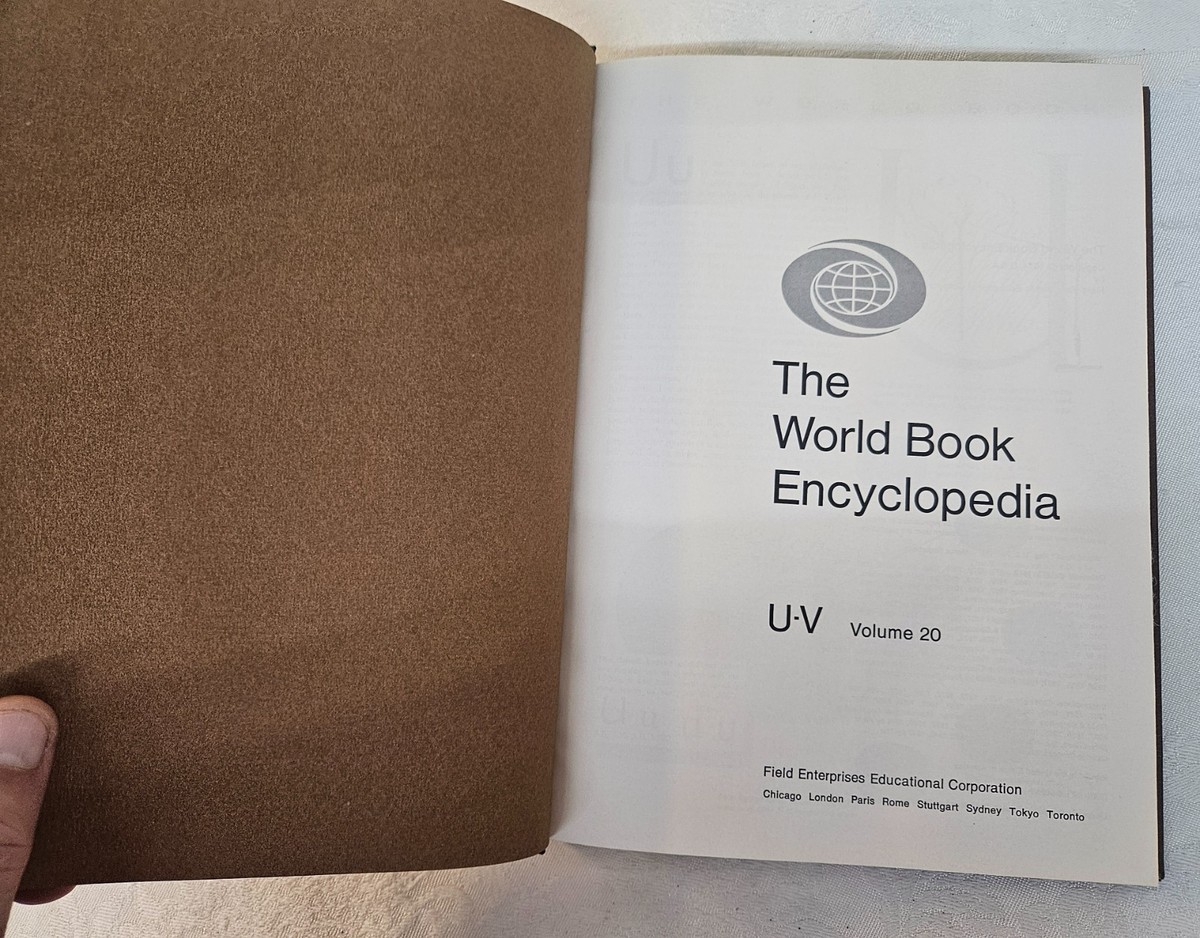 The
World Book
Encyclopedia
U-V Volume 20
Field Enterprises Educational Corporation
Chicago London Paris Rome Stuttgart Sydney Tokyo Toronto